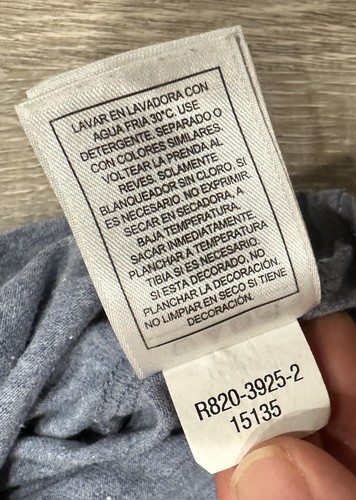 LAVAR EN LAVADORA CON
AGUA FRIA 30°C. USE
DETERGENTE. SEPARADO O
CON COLORES SIMILARES.
VOLTEAR LA PRENDA AL
REVES. SOLAMENTE
BLANQUEADOR SIN CLORO, SI
ES NECESARIO. NO EXPRIMIR.
SECAR EN SECADORA, A
BAJA TEMPERATURA.
SACAR INMEDIATAMENTE.
PLANCHAR A TEMPERATURA
TIBIA SI ES NECESARIO.
SI ESTA DECORADO, NO
PLANCHAR LA DECORACIÓN.
NO LIMPIAR EN SECO SI TIENE
DECORACIÓN.
R820-3925-2
15135